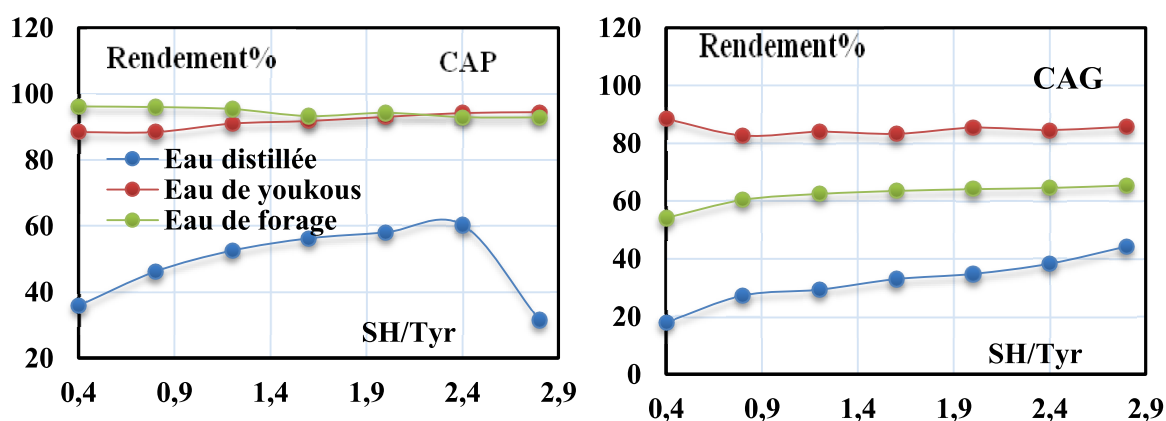 120
100
80
60
40
20
Rendement%
CAP
Eau distillée
Eau de youkous
Eau de forage
SH/Tyr
0,4 0,9 1,4 1,9 2,4 2,9
120
100
80
60
40
20
0
Rendement%
CAG
SH/Tyr
0,4 0,9 1,4 1,9 2,4 2,9